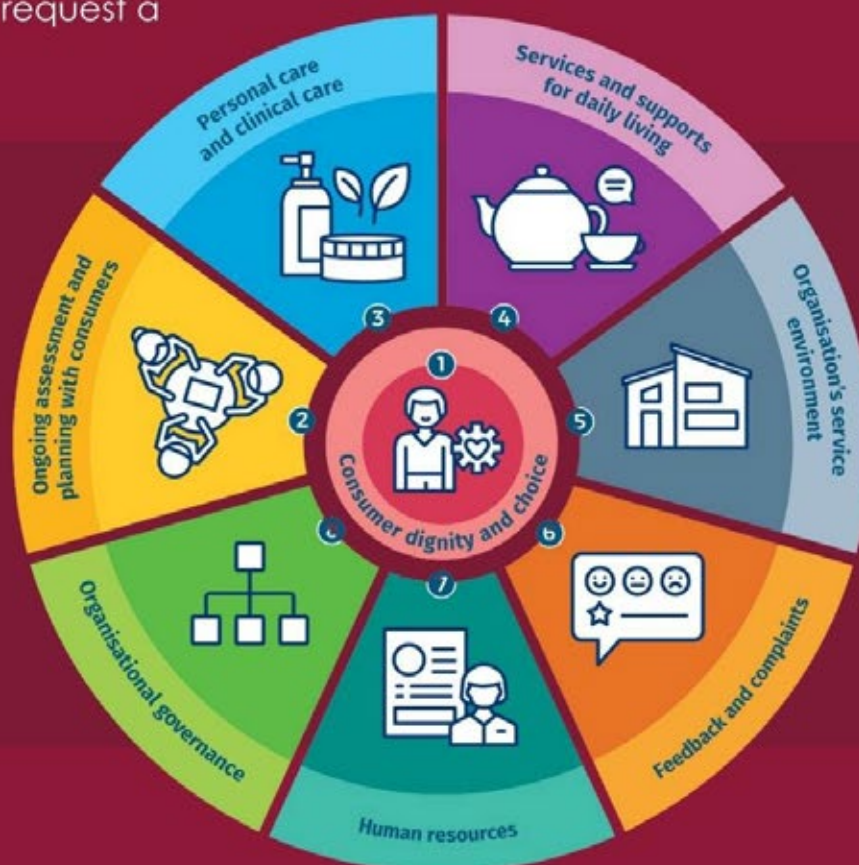 request a
Personal care
and clinical care
Services and supports
for daily living
Organisation's service
environment
Ongoing assessment and
planning with consumers
3
4
1
2
5
Consumer dignity and choice
6
7
Organisational governance
Feedback and complaints
Human resources